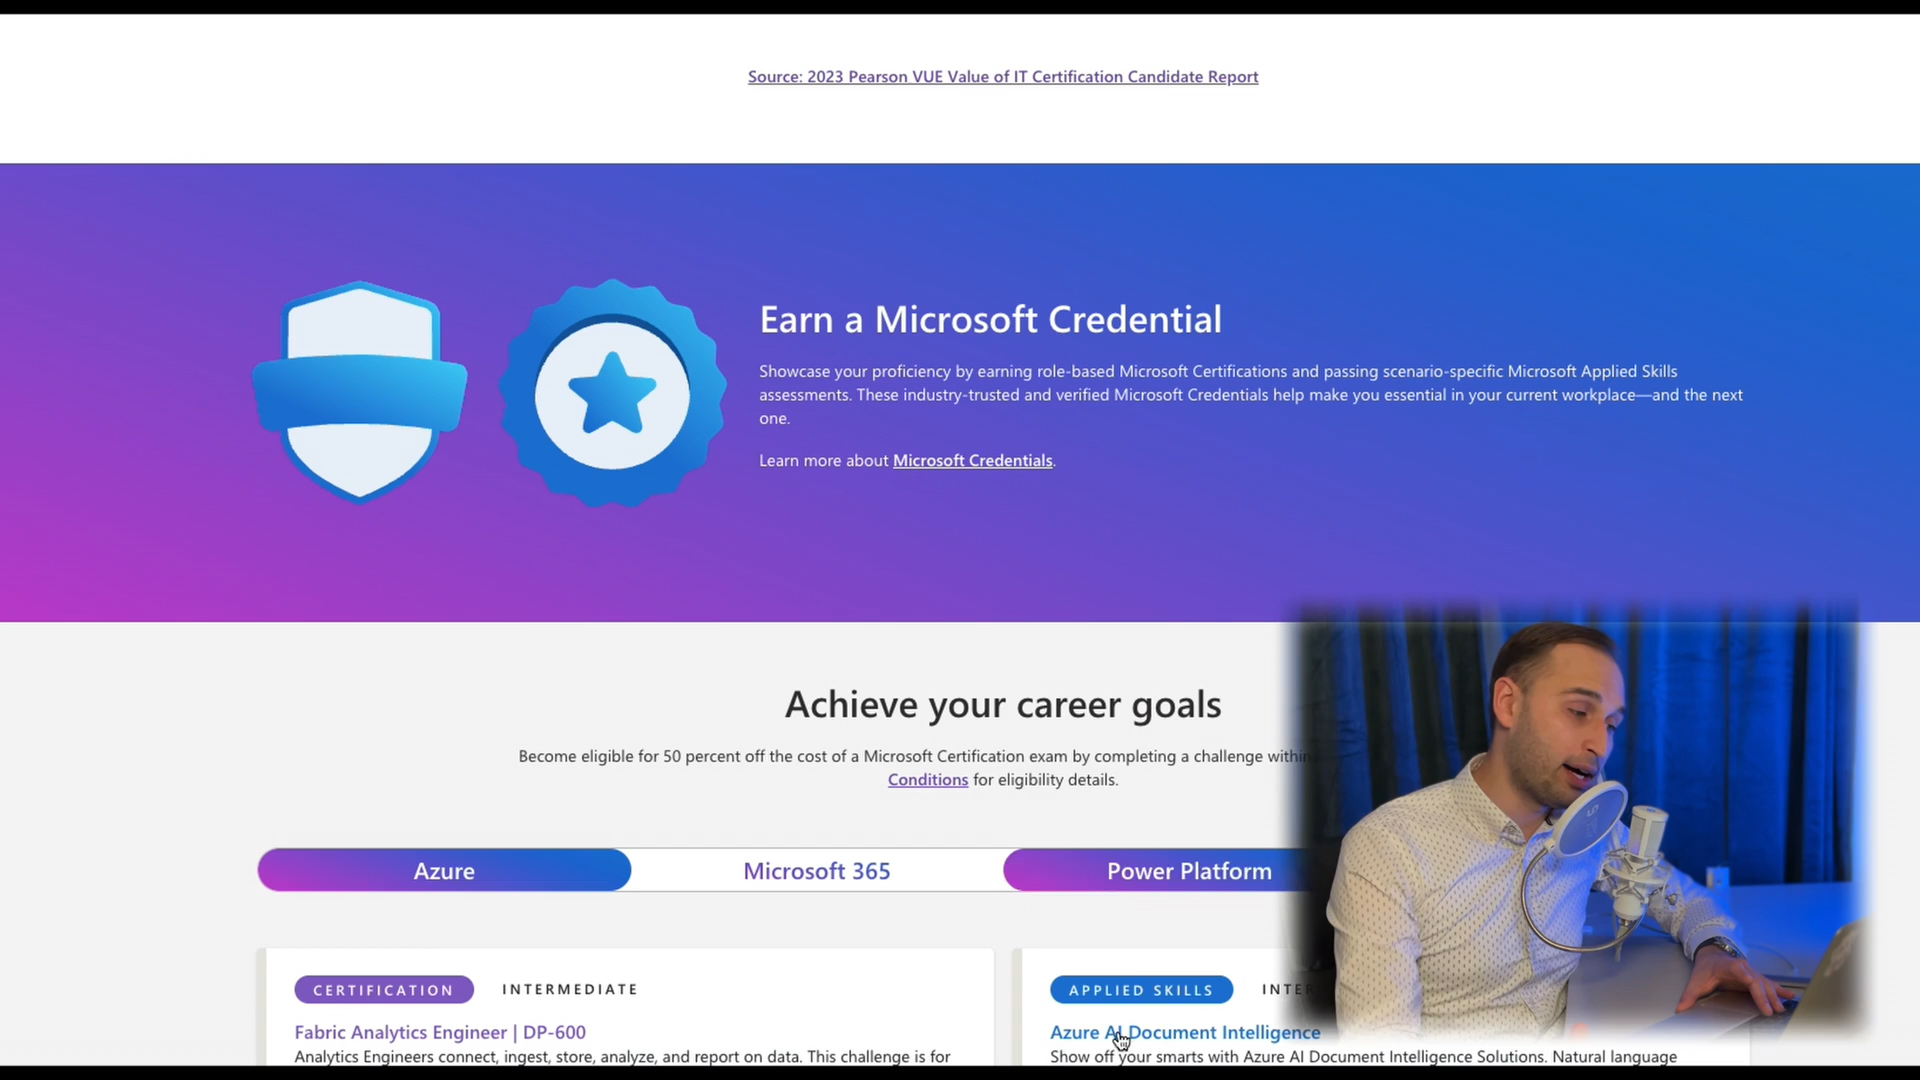 Source: 2023 Pearson VUE Value of IT Certification Candidate Report
Earn a Microsoft Credential
Showcase your proficiency by earning role-based Microsoft Certifications and passing scenario-specific Microsoft Applied Skills
assessments. These industry-trusted and verified Microsoft Credentials help make you essential in your current workplace—and the next
one.
Learn more about Microsoft Credentials.
Achieve your career goals
Become eligible for 50 percent off the cost of a Microsoft Certification exam by completing a challenge within
Conditions for eligibility details.
Azure
Microsoft 365
Power Platform
CERTIFICATION INTERMEDIATE
Fabric Analytics Engineer | DP-600
Analytics Engineers connect, ingest, store, analyze, and report on data. This challenge is for
APPLIED SKILLS INTER
Azure AI Document Intelligence
Show off your smarts with Azure AI Document Intelligence Solutions. Natural language